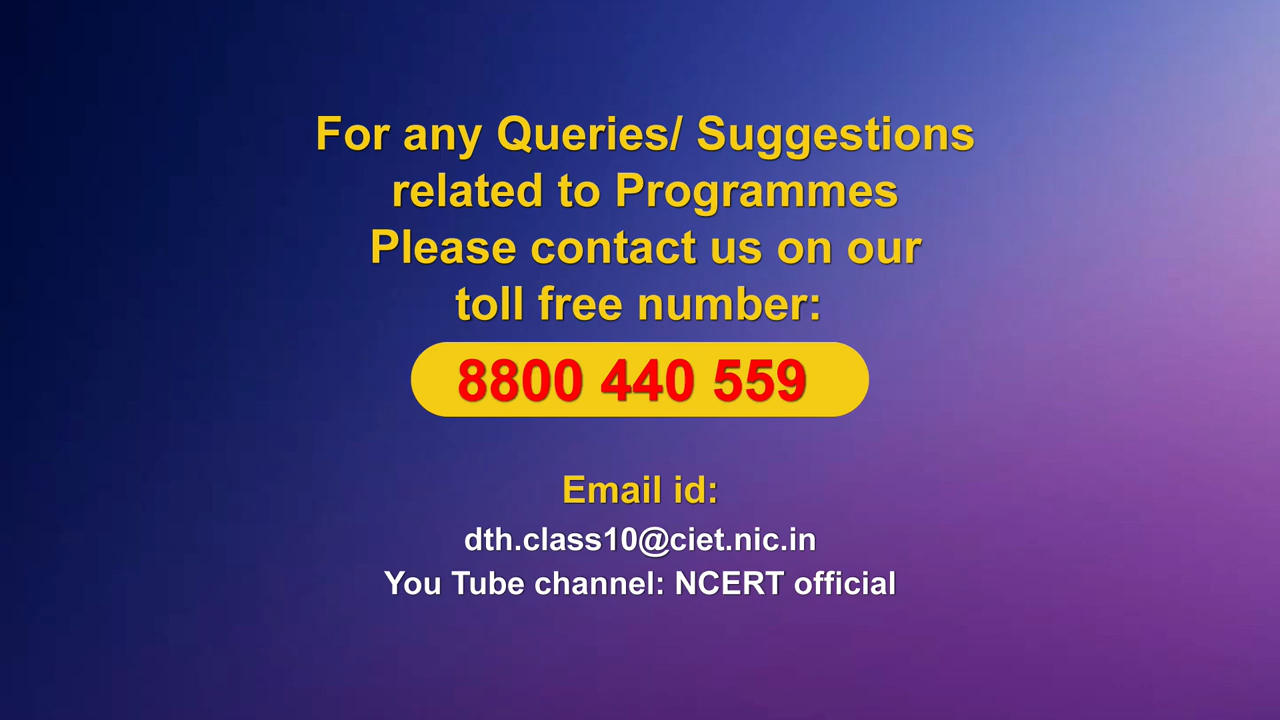 For any Queries/ Suggestions
related to Programmes
Please contact us on our
toll free number:
8800 440 559
Email id:
dth.class10@ciet.nic.in
You Tube channel: NCERT official